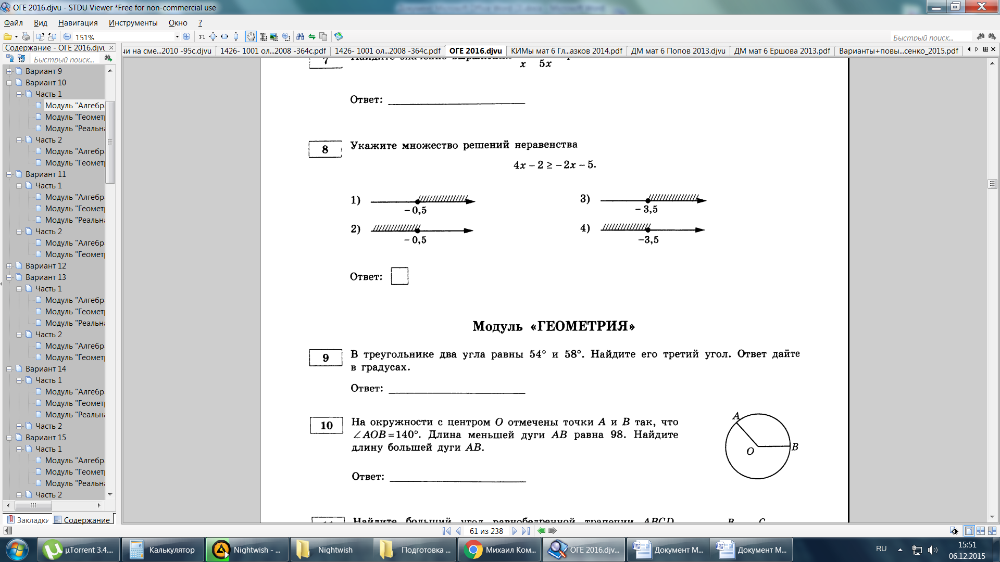 ОГЕ 2016.djvu - STDU Viewer *Free for non-commercial use
Файл Вид Навигация Инструменты Окно ?
151%
1:1
Быстрый поиск...
Содержание - ОГЕ 2016.djvu
ии на сме...2010 -95с.djvu
1426- 1001 ол...2008 -364с.pdf
1426- 1001 ол...2008 -364с.pdf
ОГЕ 2016.djvu
КИМы мат 6 Гл...азков 2014.pdf
ДМ мат 6 Попов 2013.djvu
ДМ мат 6 Ершова 2013.pdf
Варианты+повы...сенко_2015.pdf
Быстрый поиск...
Вариант 9
Вариант 10
Часть 1
Модуль "Алгебр
Модуль "Геомет
Модуль "Реальн
Часть 2
Модуль "Алгебр
Модуль "Геомет
Вариант 11
Часть 1
Модуль "Алгебр
Модуль "Геомет
Модуль "Реальн
Часть 2
Модуль "Алгебр
Модуль "Геомет
Вариант 12
Вариант 13
Часть 1
Модуль "Алгебр
Модуль "Геомет
Модуль "Реальн
Часть 2
Модуль "Алгебр
Модуль "Геомет
Вариант 14
Часть 1
Модуль "Алгебр
Модуль "Геомет
Модуль "Реальн
Часть 2
Вариант 15
Часть 1
Модуль "Алгебр
Модуль "Геомет
Модуль "Реальн
Часть 2
Закладки Содержание
7 Найдите значение выражения x 5x
Ответ:
8 Укажите множество решений неравенства
4x – 2 ≥ – 2x – 5.
1) – 0,5
3) – 3,5
2) – 0,5
4) –3,5
Ответ:
Модуль «ГЕОМЕТРИЯ»
9 В треугольнике два угла равны 54° и 58°. Найдите его третий угол. Ответ дайте
в градусах.
Ответ:
10 На окружности с центром O отмечены точки A и B так, что
∠AOB = 140°. Длина меньшей дуги AB равна 98. Найдите
длину большей дуги AB.
A
O
B
Ответ:
11 Найдите больший угол равнобедренной трапеции ABCD,
B C
61 из 238
µTorrent 3.4....
Калькулятор
Nightwish - ...
Nightwish
Подготовка ...
Михаил Ком...
ОГЕ 2016.djv...
Документ М...
Документ М...
RU
15:51
06.12.2015